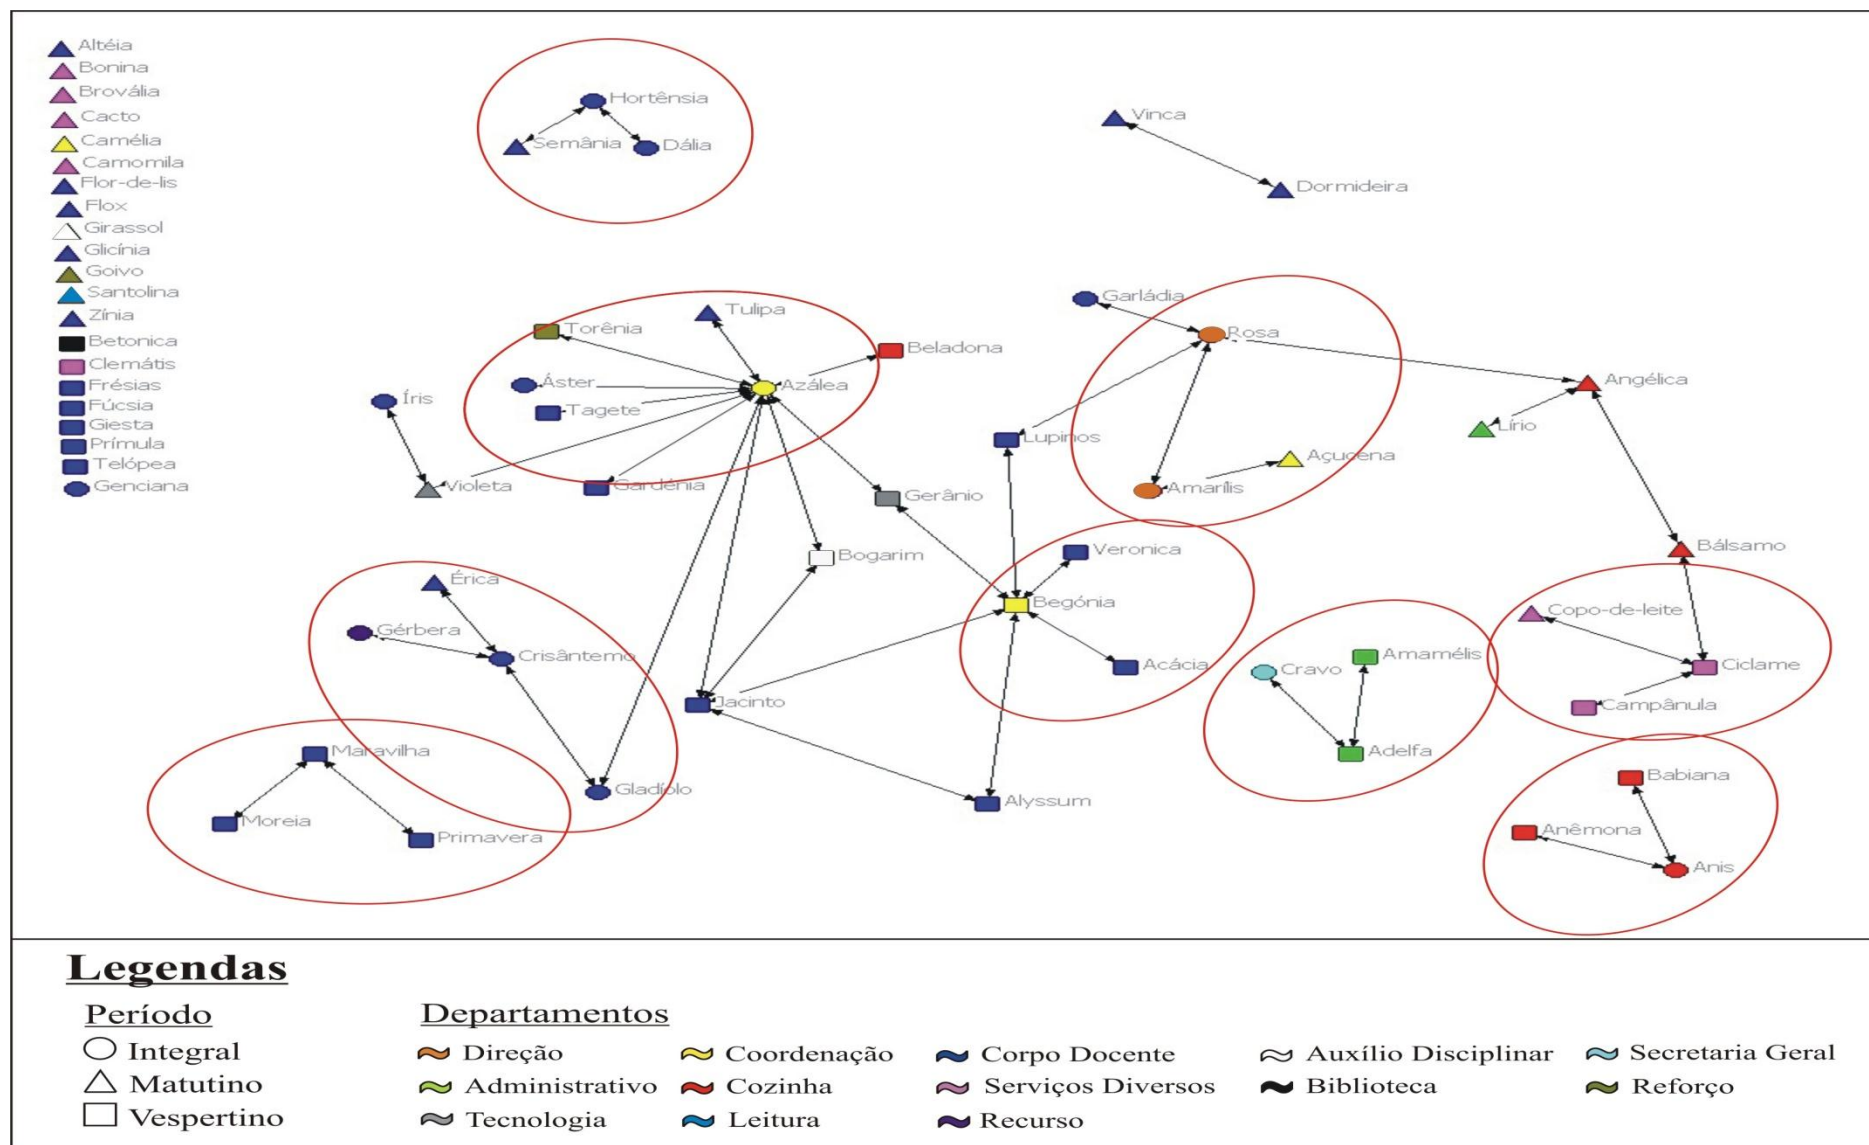 Altéia
Bonina
Brovália
Cacto
Camélia
Camomila
Flor-de-lis
Flox
Girassol
Glicínia
Goivo
Santolina
Zínia
Betonica
Clemátis
Frésias
Fúcsia
Giesta
Prímula
Telópea
Genciana
Hortênsia
Semânia
Dália
Vinca
Dormideira
Tulipa
Torênia
Beladona
Áster
Azálea
Tagete
Íris
Violeta
Gardénia
Gerânio
Bogarim
Garládia
Rosa
Angélica
Lírio
Lupinos
Açucena
Amarílis
Bálsamo
Veronica
Begónia
Acácia
Érica
Gérbera
Crisântemo
Jacinto
Gladíolo
Alyssum
Maravilha
Moreia
Primavera
Cravo
Amamélis
Adelfa
Copo-de-leite
Ciclame
Campânula
Babiana
Anêmona
Anis
Legendas
Período
Integral
Matutino
Vespertino
Departamentos
Direção
Coordenação
Corpo Docente
Auxílio Disciplinar
Secretaria Geral
Administrativo
Cozinha
Serviços Diversos
Biblioteca
Reforço
Tecnologia
Leitura
Recurso